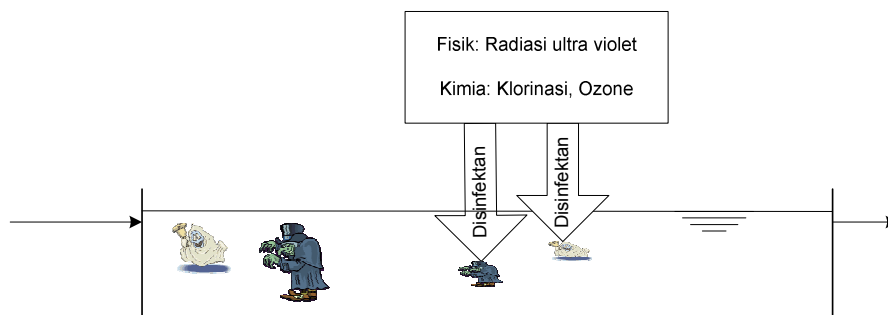 Fisik: Radiasi ultra violet
Kimia: Klorinasi, Ozone
Disinfektan
Disinfektan